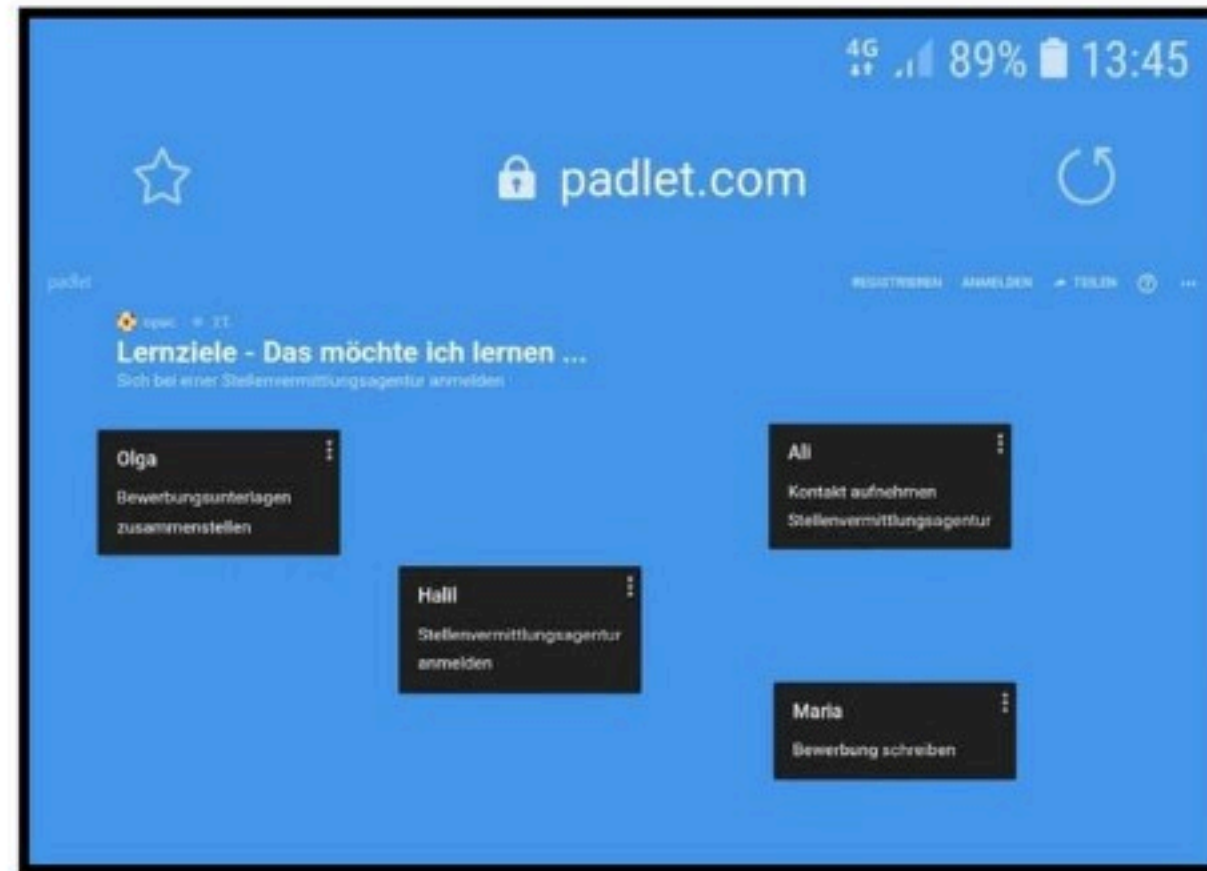 4G 89% 13:45
padlet.com
padlet
REGISTRIEREN ANMELDEN TEILEN
Lernziele - Das möchte ich lernen ...
Sich bei einer Stellenvermittlungsagentur anmelden
Olga
Bewerbungsunterlagen
zusammenstellen
Ali
Kontakt aufnehmen
Stellenvermittlungsagentur
Halil
Stellenvermittlungsagentur
anmelden
Maria
Bewerbung schreiben